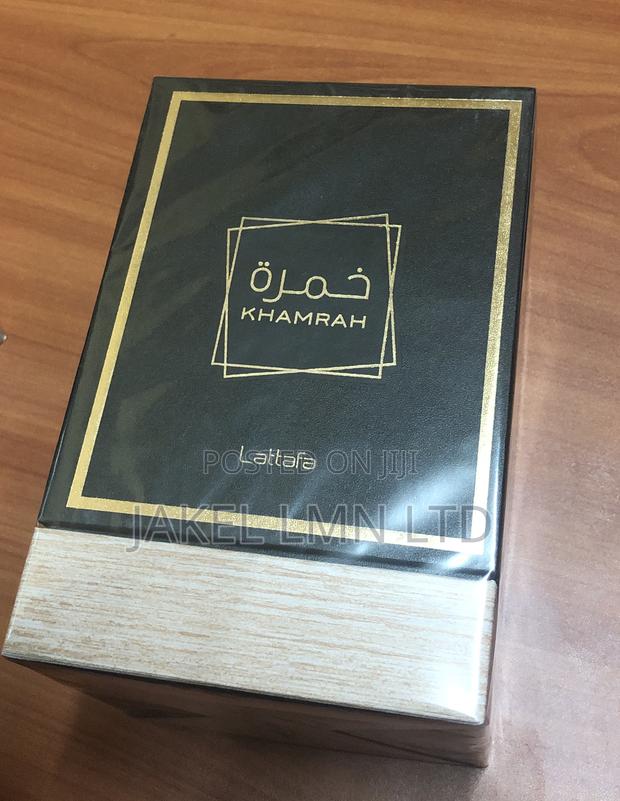 خمرة
KHAMRAH
Lattafa
POSTED ON JIJI
JAKEL LMN LTD